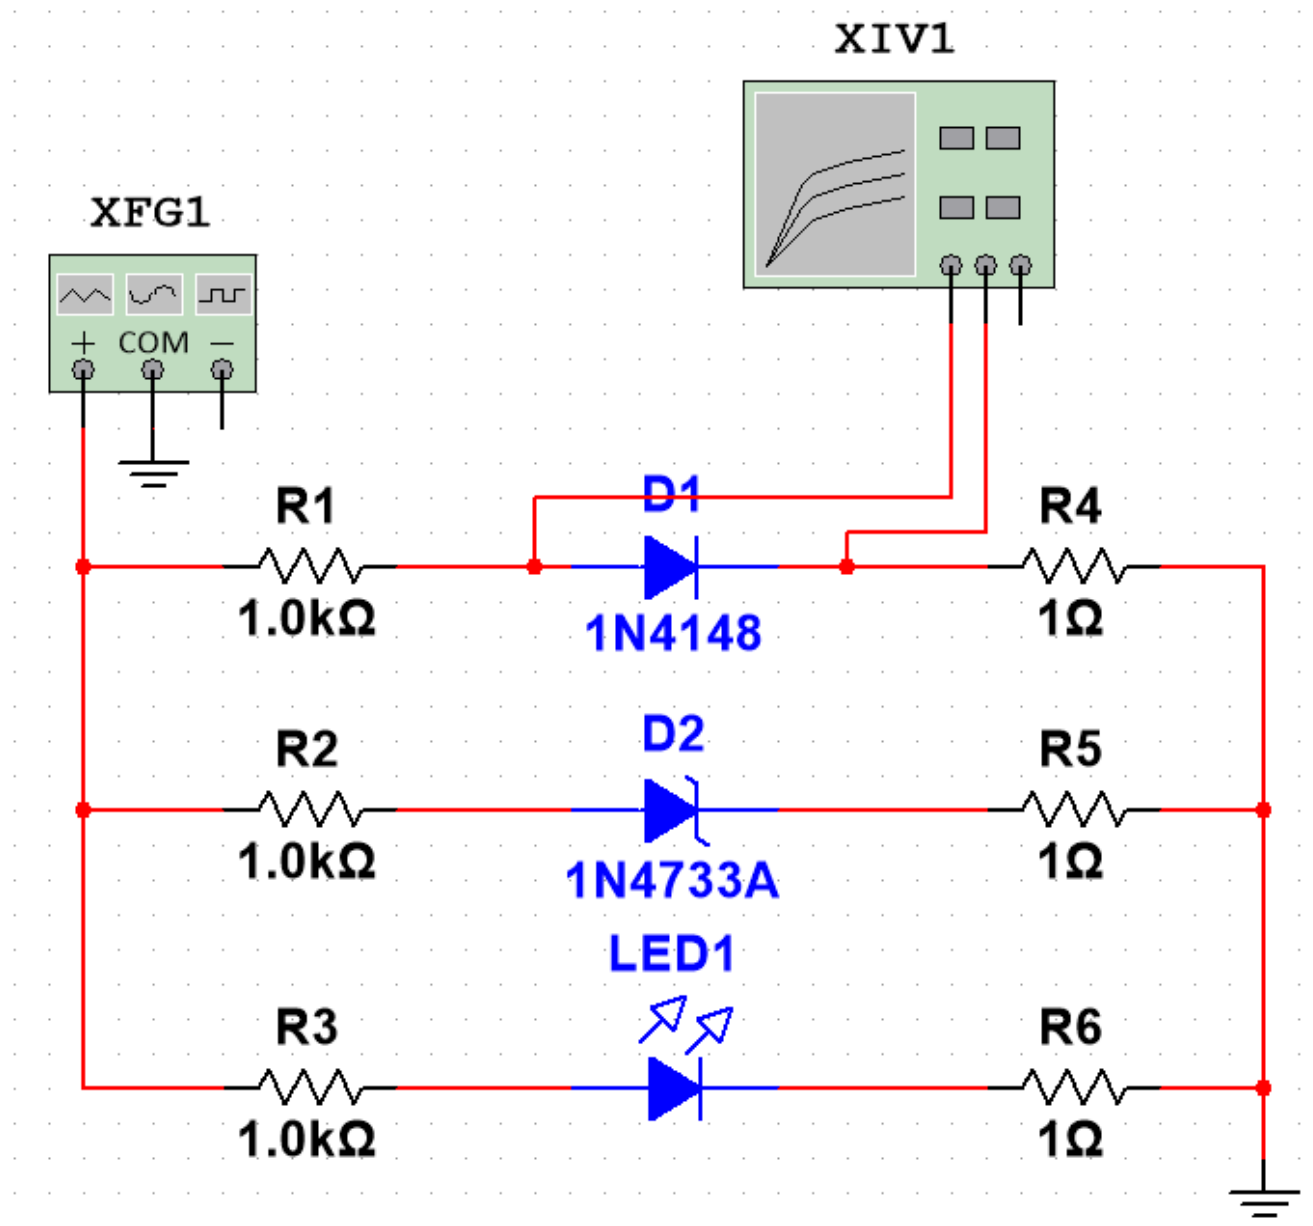 XIV1
XFG1
+ COM −
R1
D1
R4
1.0kΩ
1N4148
1Ω
R2
D2
R5
1.0kΩ
1N4733A
1Ω
LED1
R3
R6
1.0kΩ
1Ω